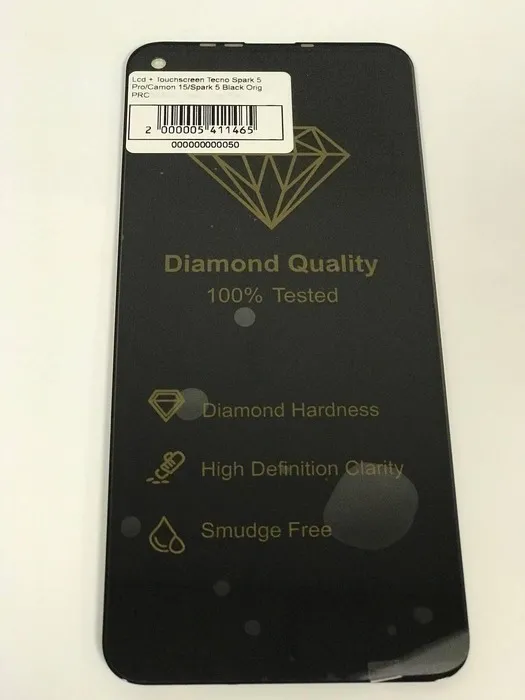 Lcd + Touchscreen Tecno Spark 5
Pro/Camon 15/Spark 5 Black Orig
PRC
2 000005 411465
000000000050
Diamond Quality
100% Tested
Diamond Hardness
High Definition Clarity
Smudge Free